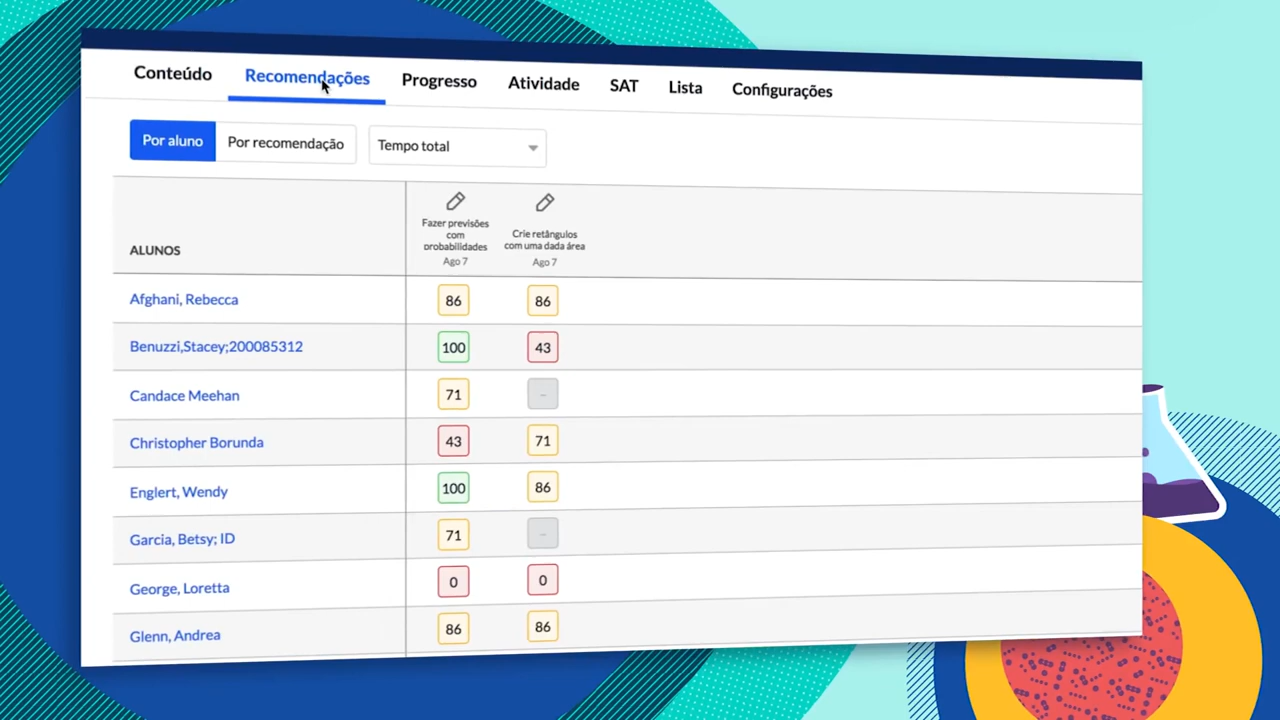 Conteúdo Recomendações Progresso Atividade SAT Lista Configurações
Por aluno Por recomendação Tempo total
ALUNOS
Fazer previsões
com
probabilidades
Ago 7
Crie retângulos
com uma dada área
Ago 7
Afghani, Rebecca 86 86
Benuzzi,Stacey;200085312 100 43
Candace Meehan 71 –
Christopher Borunda 43 71
Englert, Wendy 100 86
Garcia, Betsy; ID 71 –
George, Loretta 0 0
Glenn, Andrea 86 86